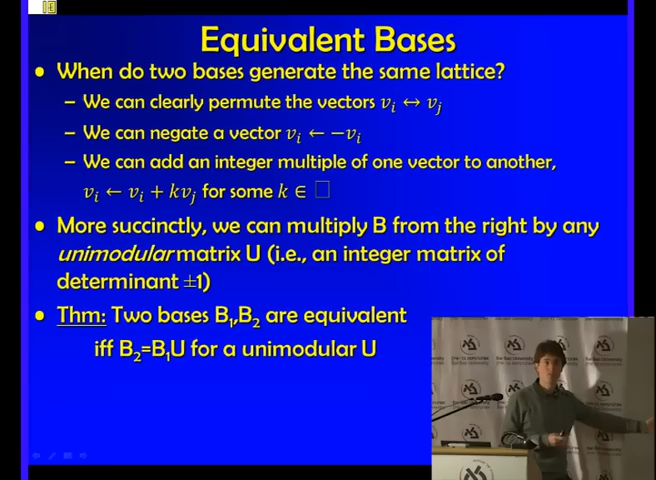 Equivalent Bases
• When do two bases generate the same lattice?
– We can clearly permute the vectors vᵢ ↔ vⱼ
– We can negate a vector vᵢ ← −vᵢ
– We can add an integer multiple of one vector to another,
vᵢ ← vᵢ + kvⱼ for some k ∈ □
• More succinctly, we can multiply B from the right by any
unimodular matrix U (i.e., an integer matrix of
determinant ±1)
• Thm: Two bases B₁,B₂ are equivalent
iff B₂=B₁U for a unimodular U
Bar-Ilan University